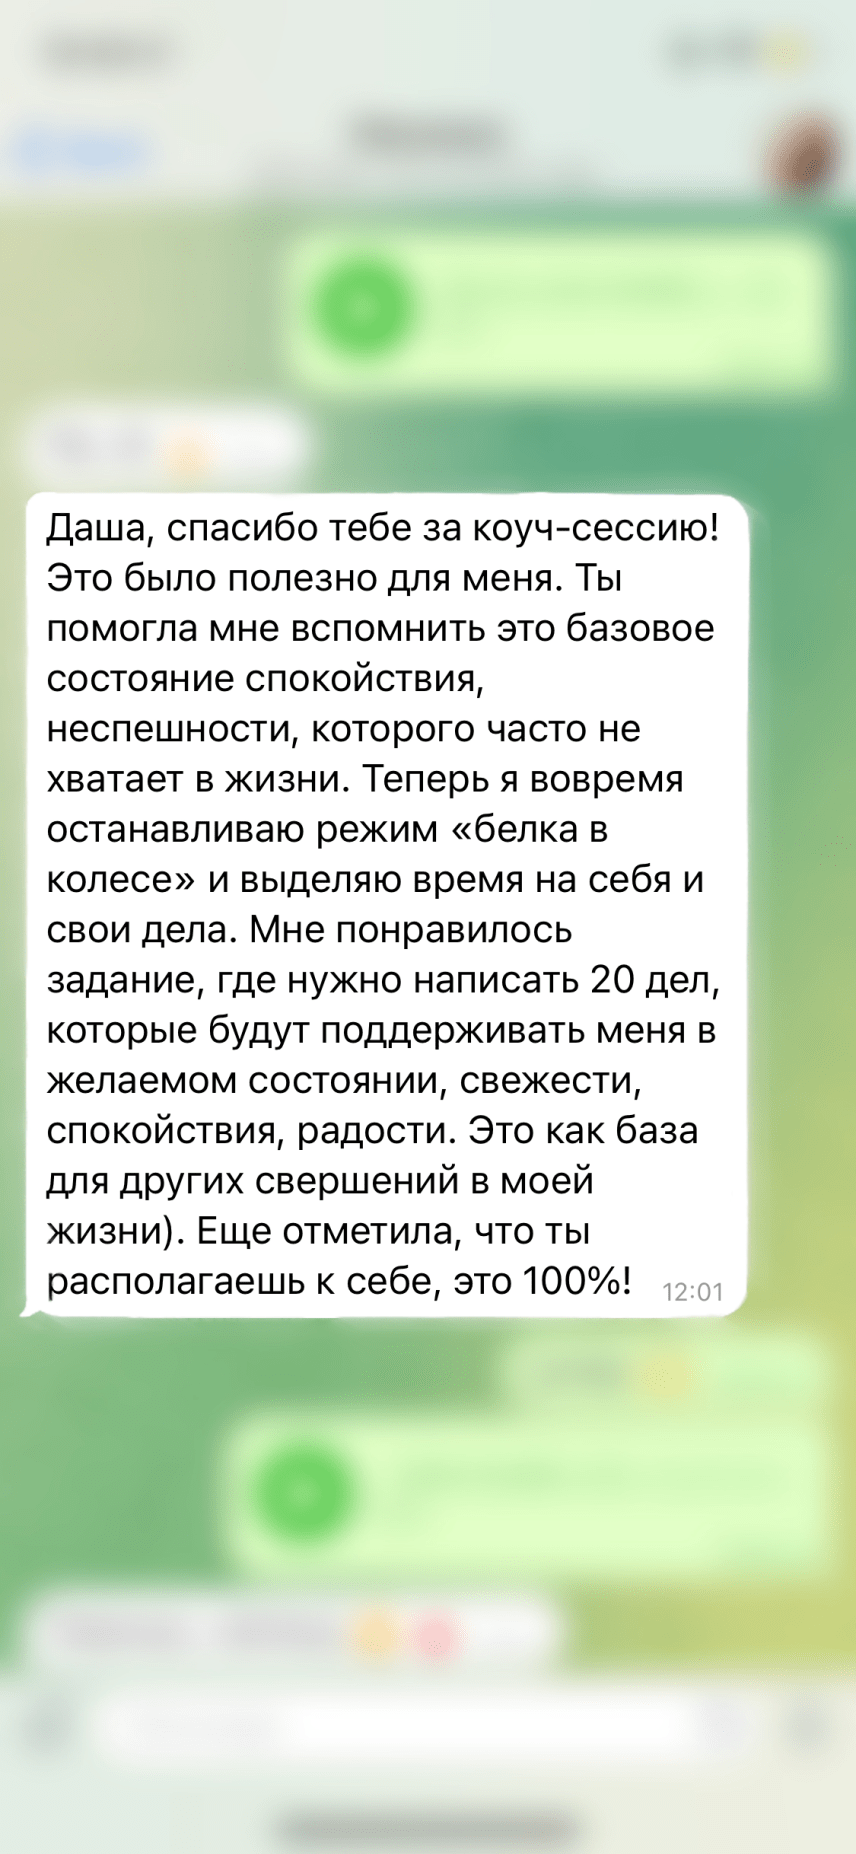 Даша, спасибо тебе за коуч-сессию!
Это было полезно для меня. Ты
помогла мне вспомнить это базовое
состояние спокойствия,
неспешности, которого часто не
хватает в жизни. Теперь я вовремя
останавливаю режим «белка в
колесе» и выделяю время на себя и
свои дела. Мне понравилось
задание, где нужно написать 20 дел,
которые будут поддерживать меня в
желаемом состоянии, свежести,
спокойствия, радости. Это как база
для других свершений в моей
жизни). Еще отметила, что ты
располагаешь к себе, это 100%!
12:01